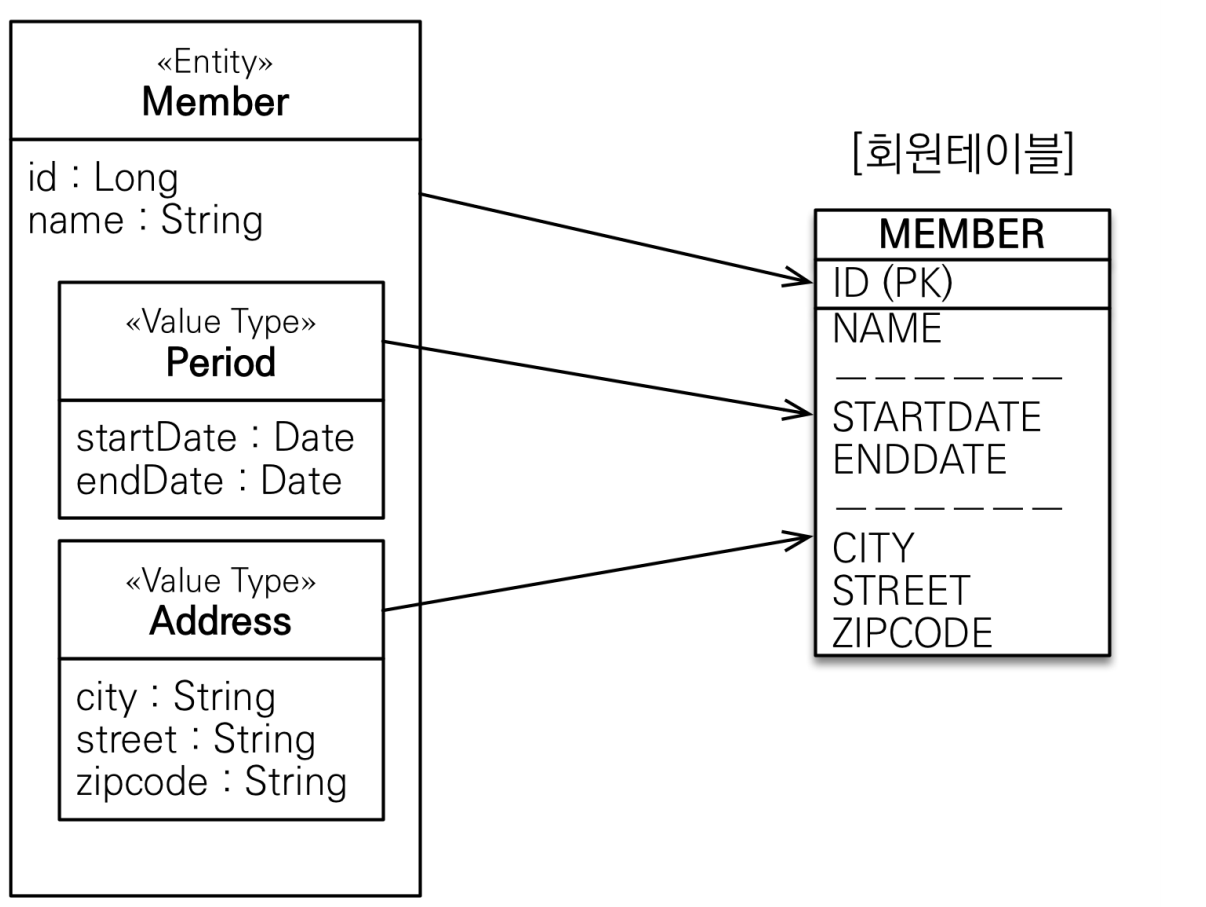 «Entity»
Member
id : Long
name : String
«Value Type»
Period
startDate : Date
endDate : Date
«Value Type»
Address
city : String
street : String
zipcode : String
[회원테이블]
MEMBER
ID (PK)
NAME
STARTDATE
ENDDATE
CITY
STREET
ZIPCODE